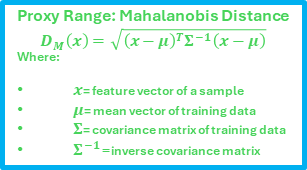 Proxy Range: Mahalanobis Distance
D_M(x) = √((x − μ)ᵀΣ⁻¹(x − μ))
Where:
• x= feature vector of a sample
• μ= mean vector of training data
• Σ= covariance matrix of training data
• Σ⁻¹=inverse covariance matrix